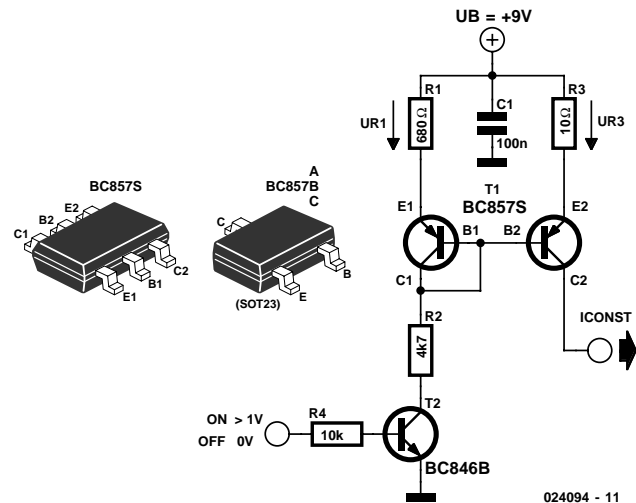 UB = +9V
R1
680Ω
UR1
C1
100n
R3
10Ω
UR3
T1
BC857S
E1
B1
B2
E2
C1
C2
BC857S
C1
B2
E2
E1
B1
C2
A
BC857B
C
C
B
E
(SOT23)
R2
4k7
ICONST
ON > 1V
OFF 0V
R4
10k
T2
BC846B
024094 - 11